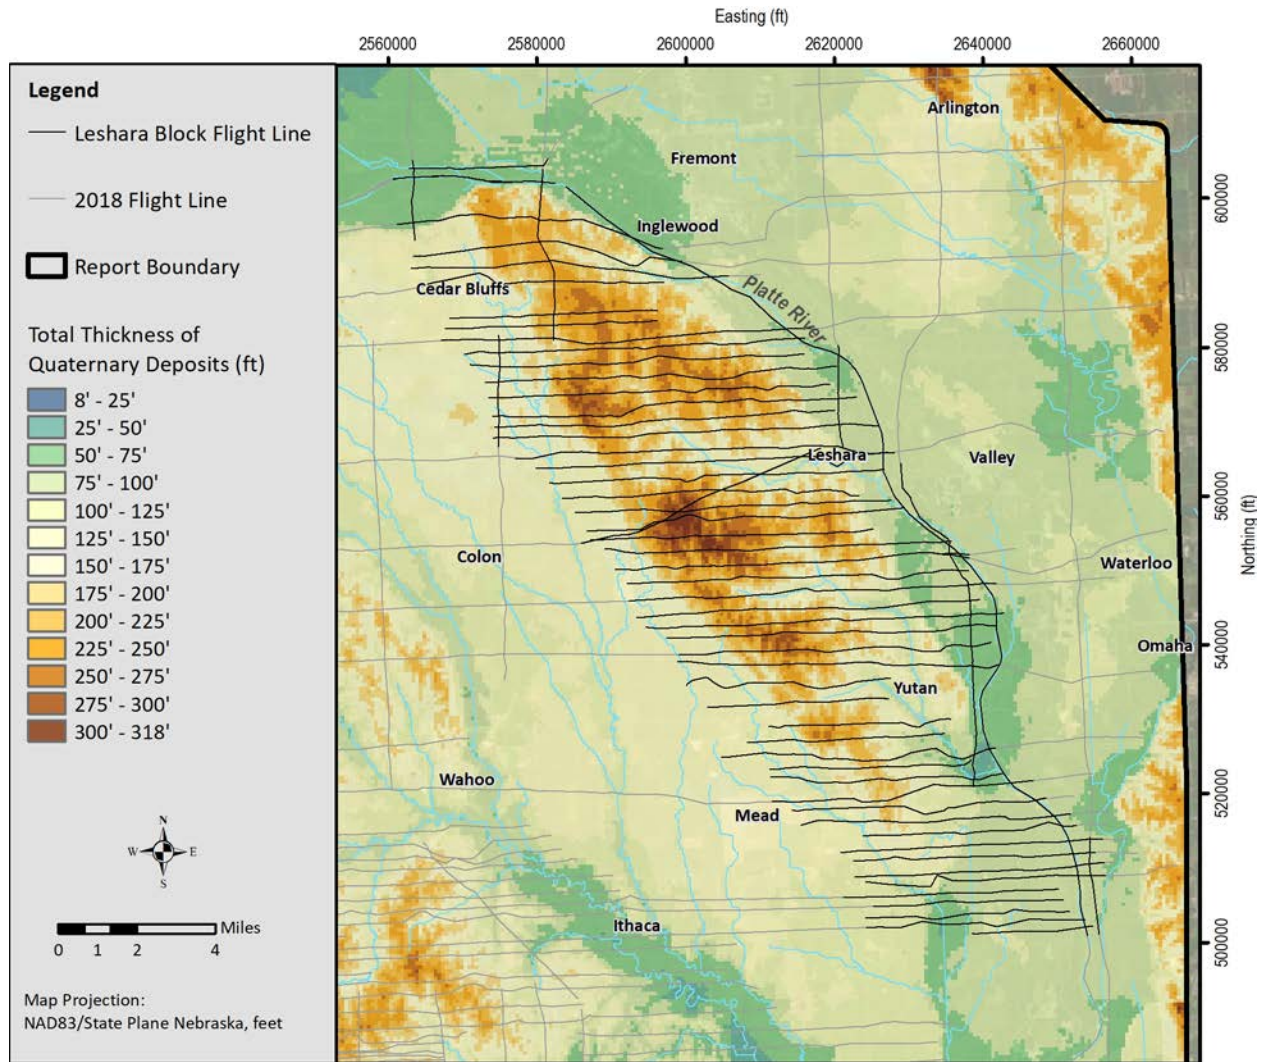 Easting (ft)
2560000
2580000
2600000
2620000
2640000
2660000
Legend
Leshara Block Flight Line
2018 Flight Line
Report Boundary
Total Thickness of
Quaternary Deposits (ft)
8' - 25'
25' - 50'
50' - 75'
75' - 100'
100' - 125'
125' - 150'
150' - 175'
175' - 200'
200' - 225'
225' - 250'
250' - 275'
275' - 300'
300' - 318'
N
W
E
S
Miles
0
1
2
4
Map Projection:
NAD83/State Plane Nebraska, feet
Arlington
Fremont
Inglewood
Cedar Bluffs
Platte River
Leshara
Valley
Colon
Waterloo
Omaha
Yutan
Wahoo
Mead
Ithaca
600000
580000
560000
540000
520000
500000
Northing (ft)